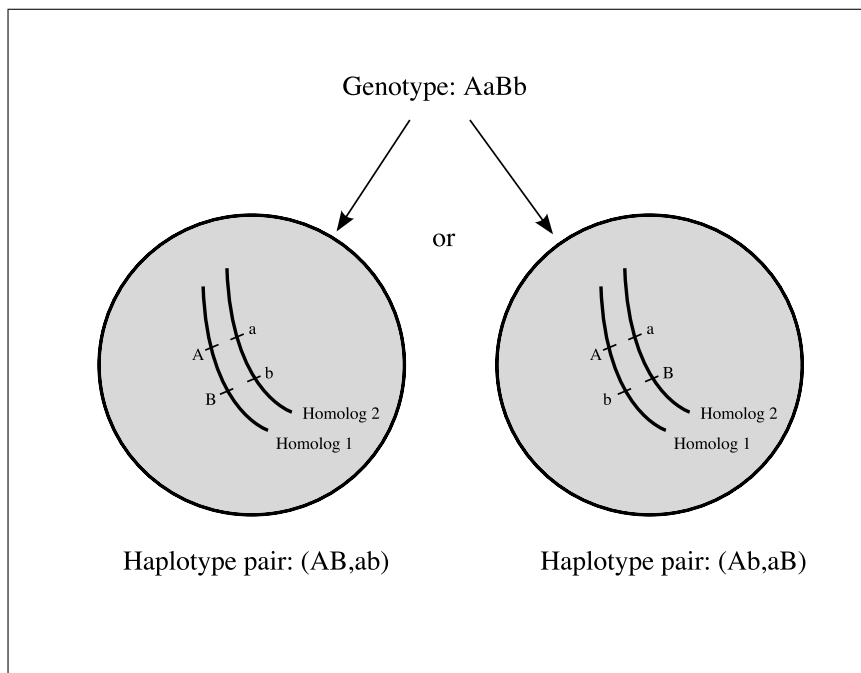 Genotype: AaBb
or
a
A
b
B
Homolog 2
Homolog 1
Haplotype pair: (AB,ab)
a
A
B
b
Homolog 2
Homolog 1
Haplotype pair: (Ab,aB)